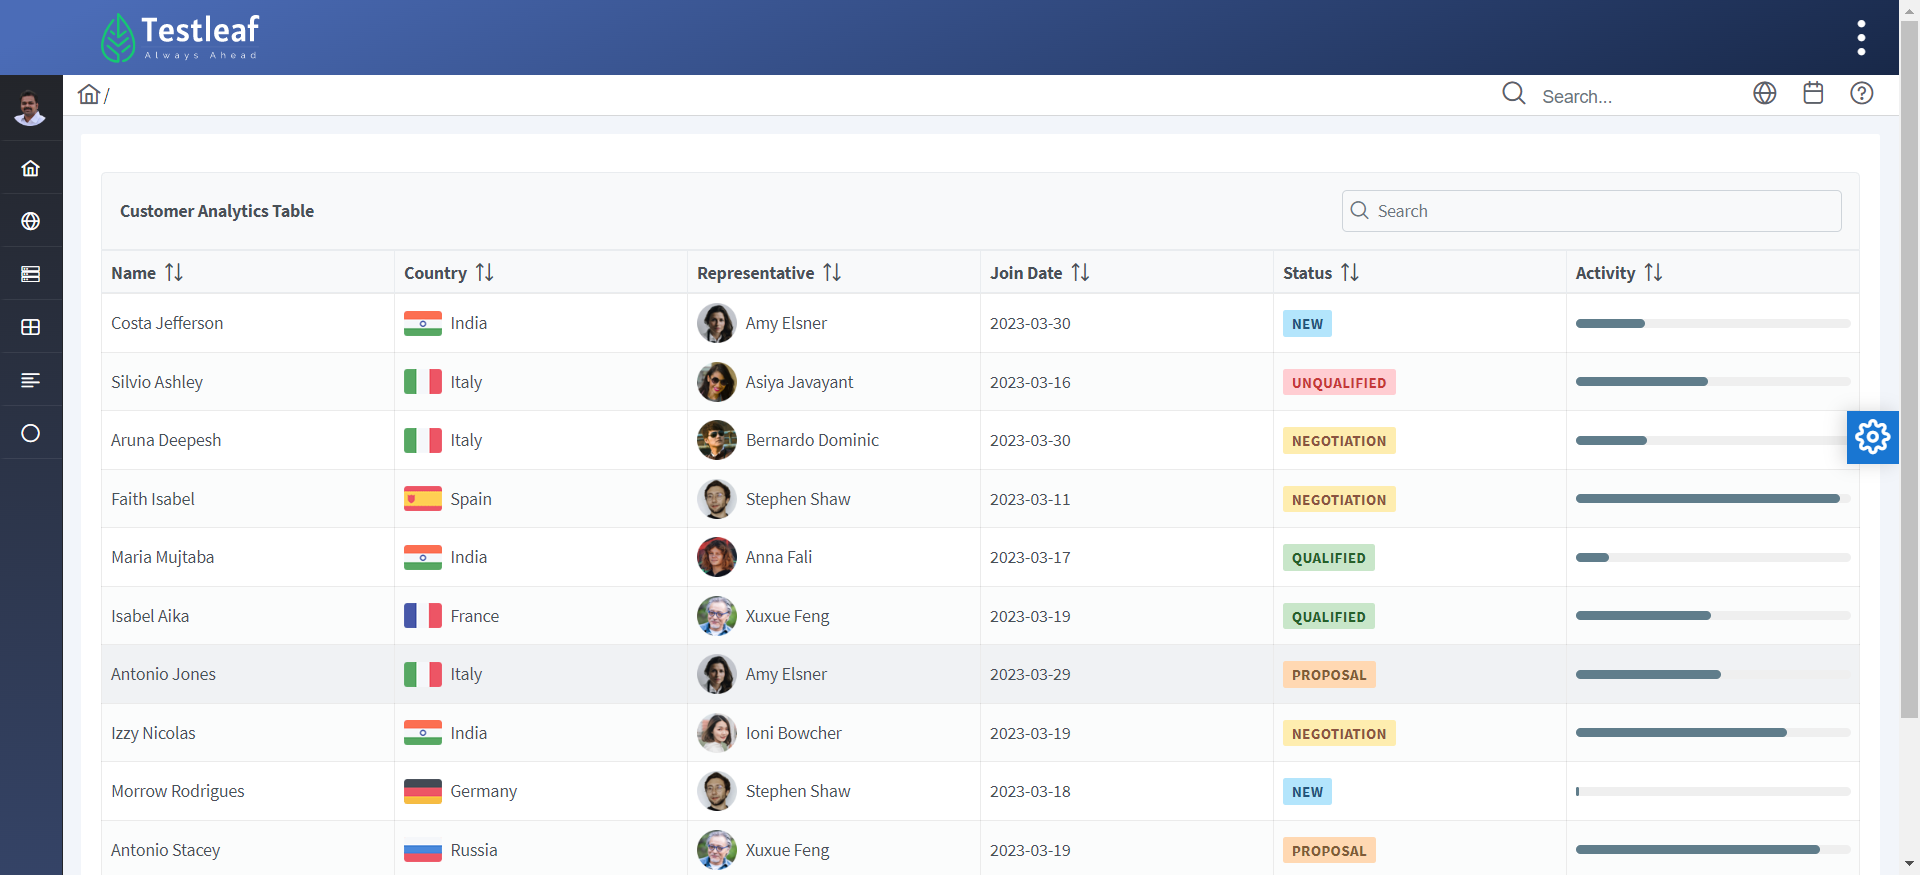 Testleaf
Always Ahead
/
Search...
Customer Analytics Table
Search
Name Country Representative Join Date Status Activity
Costa Jefferson India Amy Elsner 2023-03-30 NEW
Silvio Ashley Italy Asiya Javayant 2023-03-16 UNQUALIFIED
Aruna Deepesh Italy Bernardo Dominic 2023-03-30 NEGOTIATION
Faith Isabel Spain Stephen Shaw 2023-03-11 NEGOTIATION
Maria Mujtaba India Anna Fali 2023-03-17 QUALIFIED
Isabel Aika France Xuxue Feng 2023-03-19 QUALIFIED
Antonio Jones Italy Amy Elsner 2023-03-29 PROPOSAL
Izzy Nicolas India Ioni Bowcher 2023-03-19 NEGOTIATION
Morrow Rodrigues Germany Stephen Shaw 2023-03-18 NEW
Antonio Stacey Russia Xuxue Feng 2023-03-19 PROPOSAL